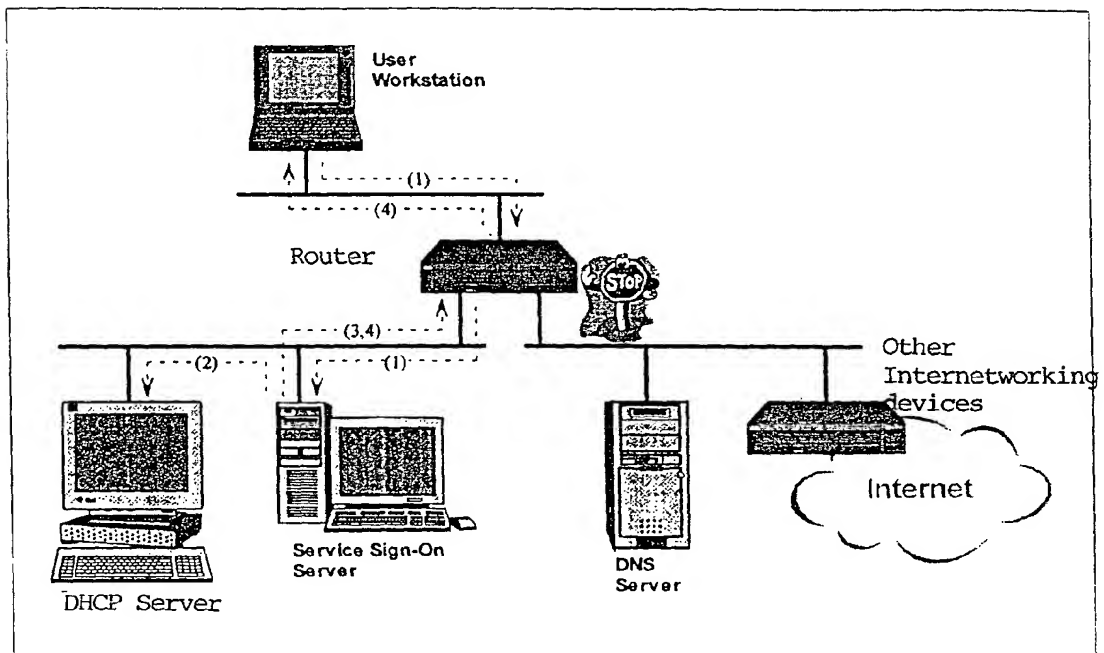 User
Workstation
(1)
(4)
Router
STOP
(3,4)
(2)
(1)
Other
Internetworking
devices
Internet
Service Sign-On
Server
DNS
Server
DHCP Server